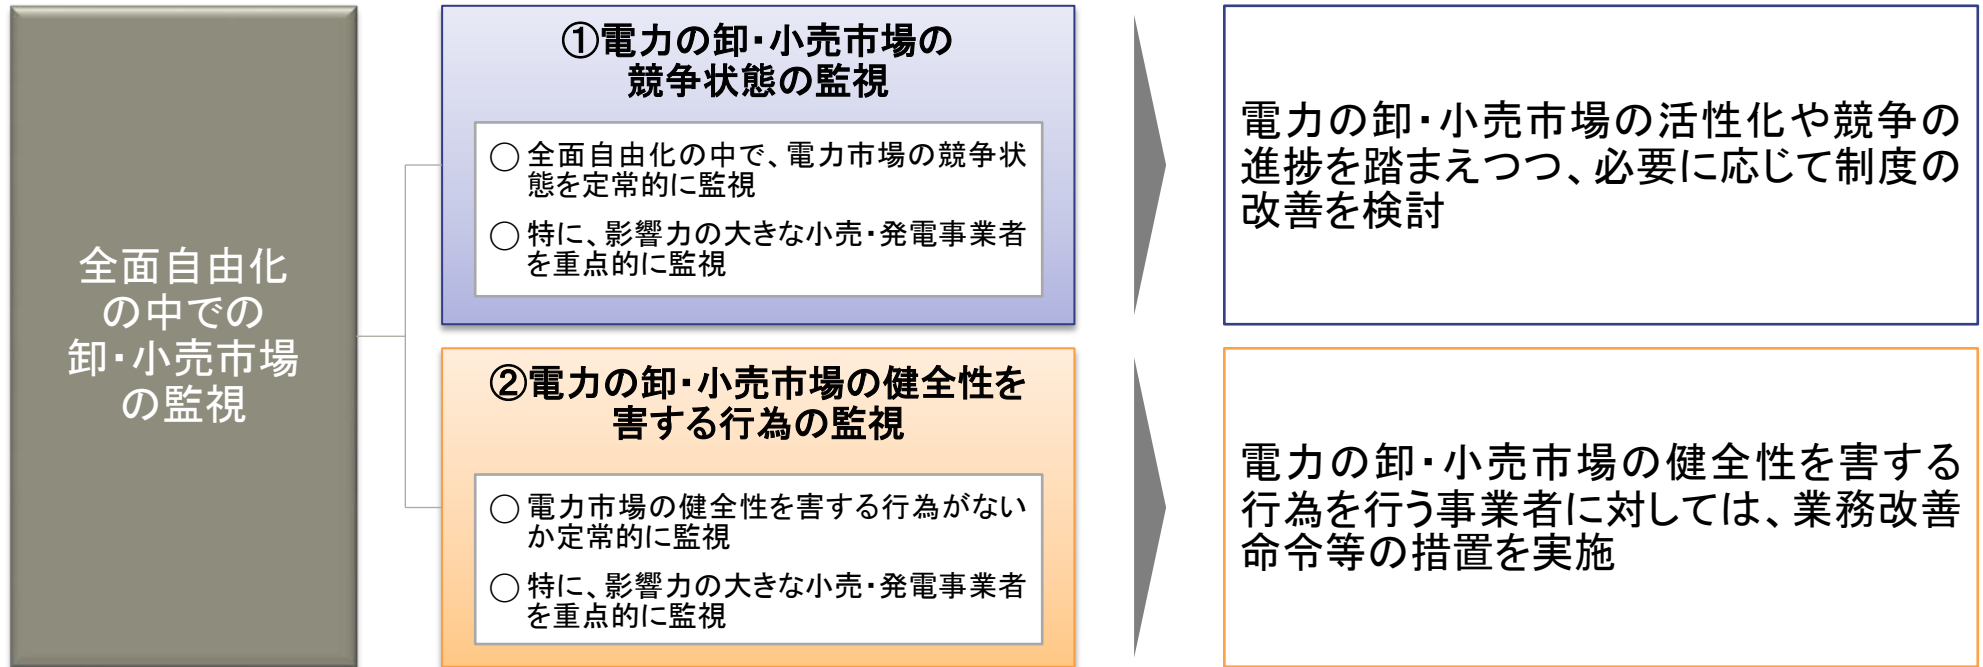 全面自由化
の中での
卸・小売市場
の監視
①電力の卸・小売市場の
競争状態の監視
○ 全面自由化の中で、電力市場の競争状
態を定常的に監視
○ 特に、影響力の大きな小売・発電事業者
を重点的に監視
電力の卸・小売市場の活性化や競争の
進捗を踏まえつつ、必要に応じて制度の
改善を検討
②電力の卸・小売市場の健全性を
害する行為の監視
○ 電力市場の健全性を害する行為がない
か定常的に監視
○ 特に、影響力の大きな小売・発電事業者
を重点的に監視
電力の卸・小売市場の健全性を害する
行為を行う事業者に対しては、業務改善
命令等の措置を実施